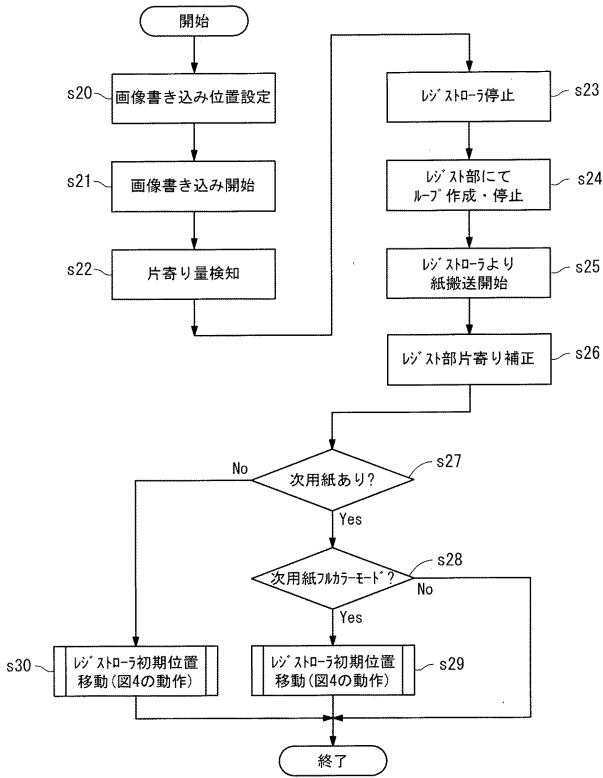 開始
s20
画像書き込み位置設定
s21
画像書き込み開始
s22
片寄り量検知
s23
ﾚｼﾞｽﾄﾛｰﾗ停止
s24
ﾚｼﾞｽﾄ部にて
ﾙｰﾌﾟ作成・停止
s25
ﾚｼﾞｽﾄﾛｰﾗより
紙搬送開始
s26
ﾚｼﾞｽﾄ部片寄り補正
s27
次用紙あり?
No
Yes
s28
次用紙ﾌﾙｶﾗｰﾓｰﾄﾞ?
No
Yes
s30
ﾚｼﾞｽﾄﾛｰﾗ初期位置
移動(図4の動作)
s29
ﾚｼﾞｽﾄﾛｰﾗ初期位置
移動(図4の動作)
終了